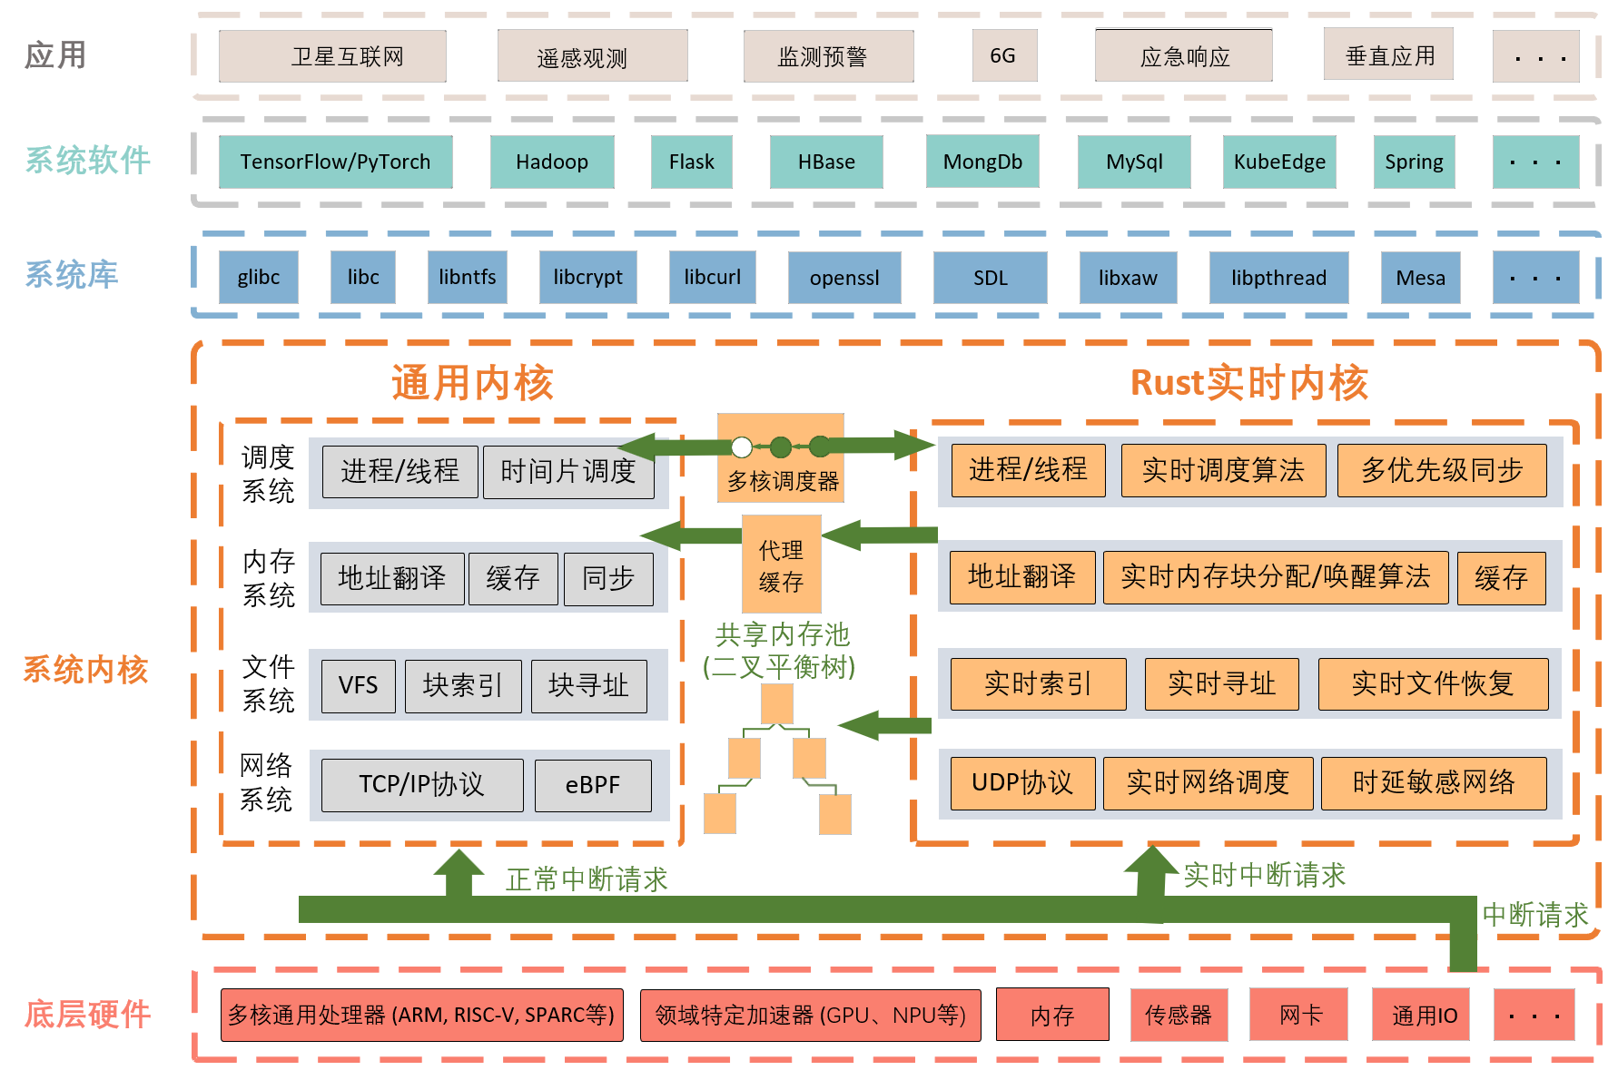 应用
卫星互联网
遥感观测
监测预警
6G
应急响应
垂直应用
· · ·
系统软件
TensorFlow/PyTorch
Hadoop
Flask
HBase
MongDb
MySql
KubeEdge
Spring
· · ·
系统库
glibc
libc
libntfs
libcrypt
libcurl
openssl
SDL
libxaw
libpthread
Mesa
· · ·
系统内核
通用内核
调度
系统
进程/线程
时间片调度
内存
系统
地址翻译
缓存
同步
文件
系统
VFS
块索引
块寻址
网络
系统
TCP/IP协议
eBPF
多核调度器
代理
缓存
共享内存池
(二叉平衡树)
Rust实时内核
进程/线程
实时调度算法
多优先级同步
地址翻译
实时内存块分配/唤醒算法
缓存
实时索引
实时寻址
实时文件恢复
UDP协议
实时网络调度
时延敏感网络
正常中断请求
实时中断请求
中断请求
底层硬件
多核通用处理器 (ARM, RISC-V, SPARC等)
领域特定加速器 (GPU、NPU等)
内存
传感器
网卡
通用IO
· · ·